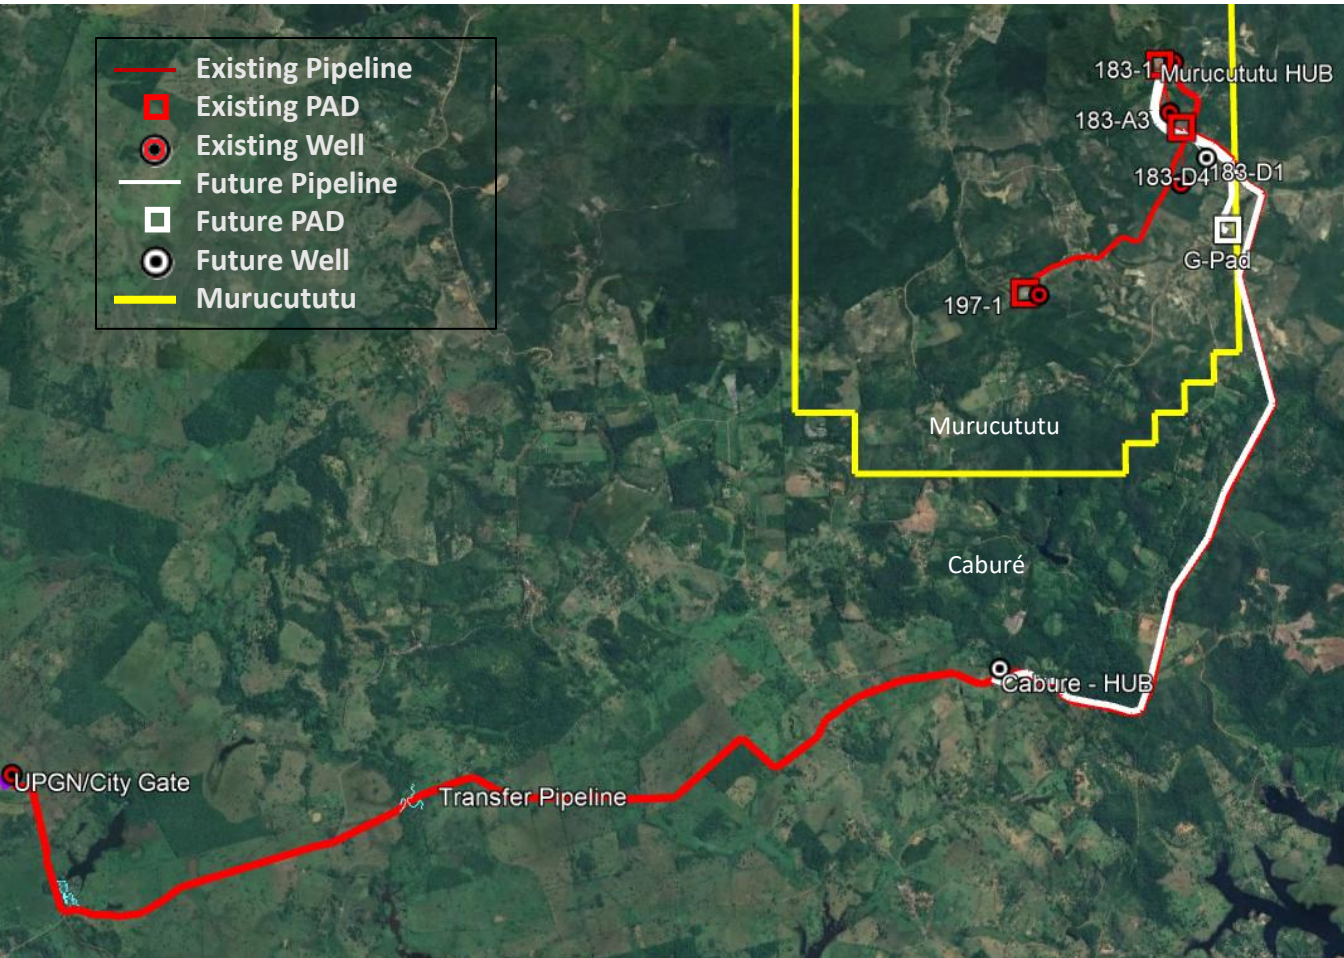 Existing Pipeline
Existing PAD
Existing Well
Future Pipeline
Future PAD
Future Well
Murucututu
183-1
Murucututu HUB
183-A3
183-D4
183-D1
G-Pad
197-1
Murucututu
Caburé
Cabure - HUB
UPGN/City Gate
Transfer Pipeline